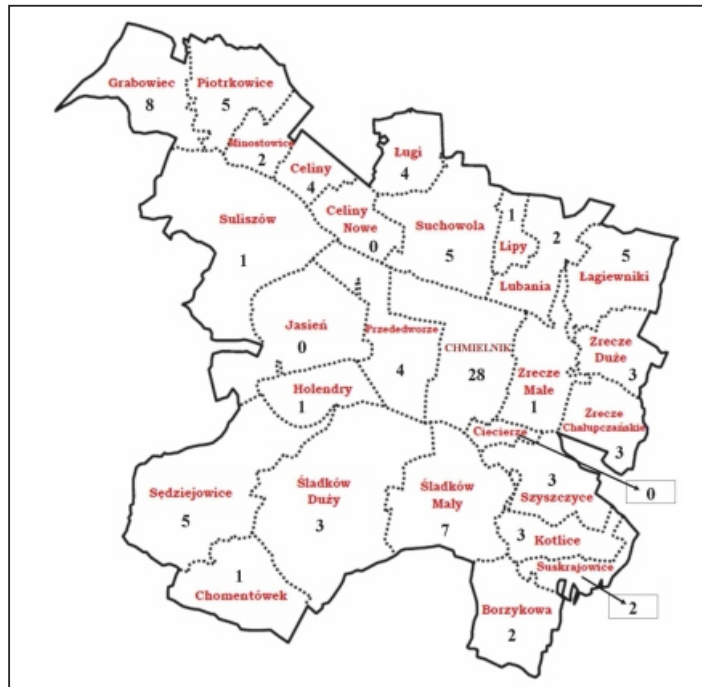 Grabowiec
8
Piotrkowice
5
Minostowice
2
Celiny
4
Ługi
4
Celiny
Nowe
0
Suliszów
1
Suchowola
5
1
Lipy
2
Lubania
5
Łagiewniki
Jasień
0
Przededworze
4
CHMIELNIK
28
Zrecze
Duże
3
Zrecze
Małe
1
Holendry
1
Zrecze
Chałupczańskie
3
Ciecierze
0
Sędziejowice
5
Śladków
Duży
3
Śladków
Mały
7
3
Szyszczyce
3
Kotlice
Suskrajowice
2
1
Chomentówek
Borzykowa
2